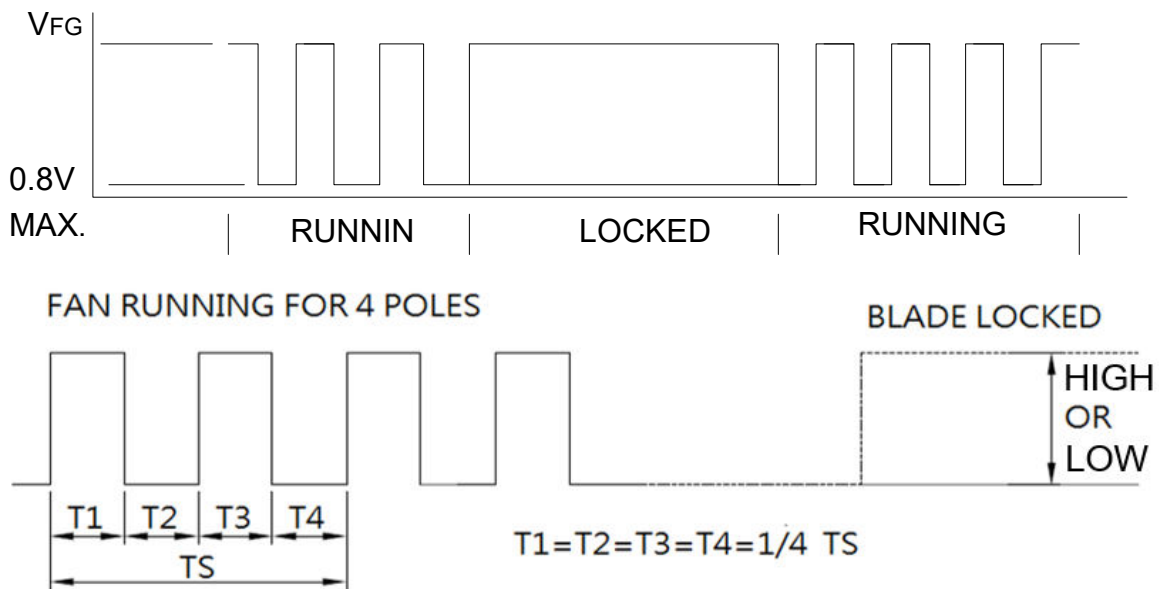 VFG
0.8V
MAX.
RUNNIN
LOCKED
RUNNING
FAN RUNNING FOR 4 POLES
BLADE LOCKED
HIGH
OR
LOW
T1 T2 T3 T4
TS
T1=T2=T3=T4=1/4 TS